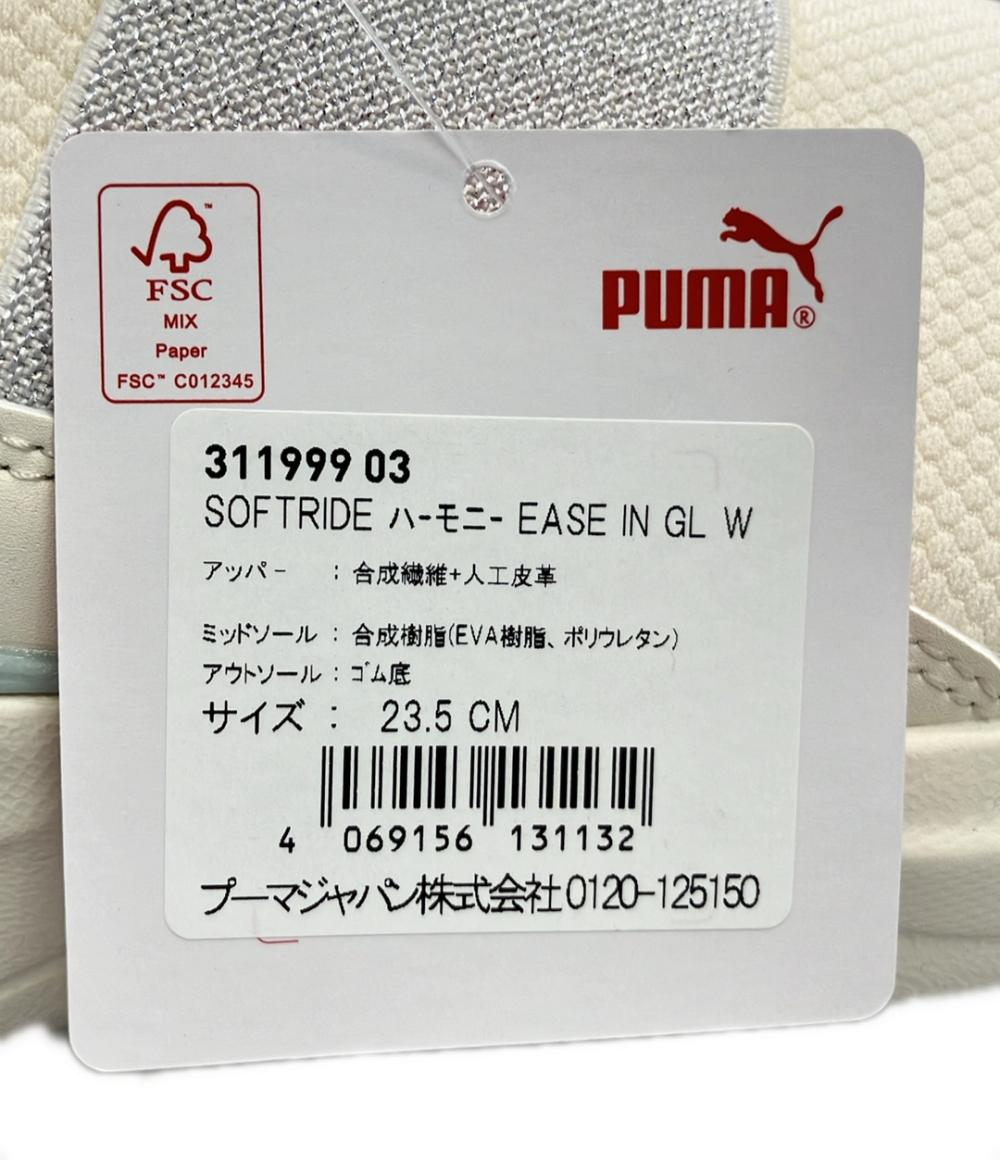 FSC
MIX
Paper
FSC™ C012345
PUMA®
311999 03
SOFTRIDE ハーモニー EASE IN GL W
アッパー : 合成繊維+人工皮革
ミッドソール : 合成樹脂(EVA樹脂、ポリウレタン)
アウトソール : ゴム底
サイズ : 23.5 CM
4 069156 131132
プーマジャパン株式会社0120-125150